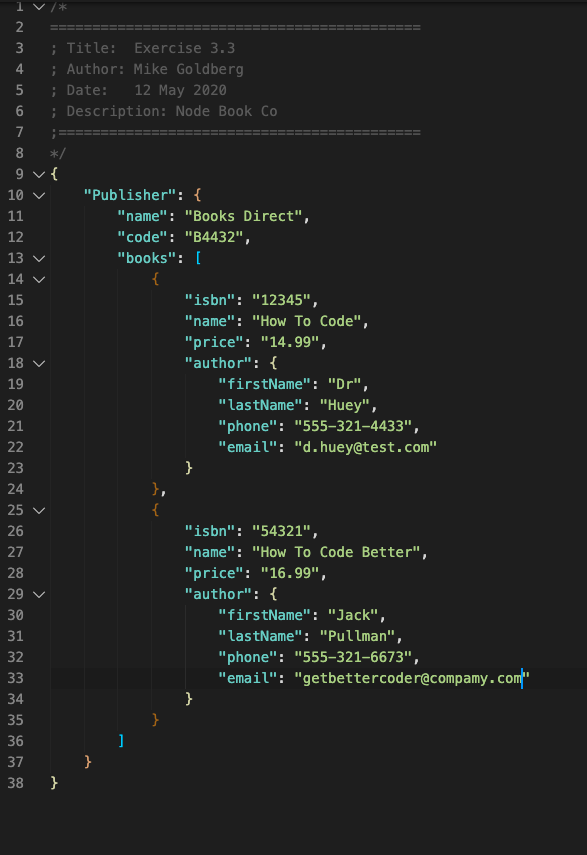 1 /*
2 ============================================
3 ; Title:  Exercise 3.3
4 ; Author: Mike Goldberg
5 ; Date:   12 May 2020
6 ; Description: Node Book Co
7 ;===========================================
8 */
9 {
10     "Publisher": {
11         "name": "Books Direct",
12         "code": "B4432",
13         "books": [
14             {
15                 "isbn": "12345",
16                 "name": "How To Code",
17                 "price": "14.99",
18                 "author": {
19                     "firstName": "Dr",
20                     "lastName": "Huey",
21                     "phone": "555-321-4433",
22                     "email": "d.huey@test.com"
23                 }
24             },
25             {
26                 "isbn": "54321",
27                 "name": "How To Code Better",
28                 "price": "16.99",
29                 "author": {
30                     "firstName": "Jack",
31                     "lastName": "Pullman",
32                     "phone": "555-321-6673",
33                     "email": "getbettercoder@compamy.com"
34                 }
35             }
36         ]
37     }
38 }